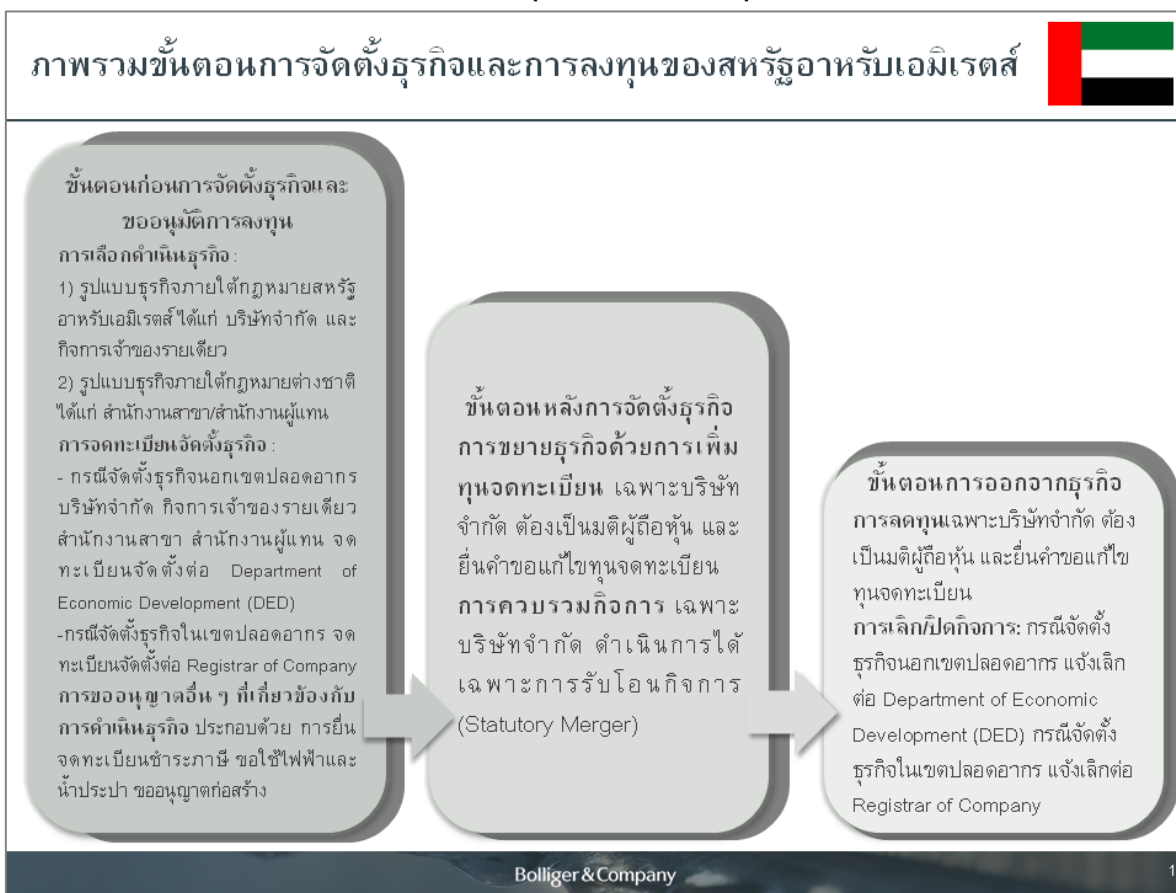 ภาพรวมขั้นตอนการจัดตั้งธุรกิจและการลงทุนของสหรัฐอาหรับเอมิเรตส์
ขั้นตอนก่อนการจัดตั้งธุรกิจและ
ขออนุมัติการลงทุน
การเลือกดำเนินธุรกิจ :
1) รูปแบบธุรกิจภายใต้กฎหมายสหรัฐ
อาหรับเอมิเรตส์ ได้แก่ บริษัทจำกัด และ
กิจการเจ้าของรายเดียว
2) รูปแบบธุรกิจภายใต้กฎหมายต่างชาติ
ได้แก่ สำนักงานสาขา/สำนักงานผู้แทน
การจดทะเบียนจัดตั้งธุรกิจ :
- กรณีจัดตั้งธุรกิจนอกเขตปลอดอากร
บริษัทจำกัด กิจการเจ้าของรายเดียว
สำนักงานสาขา สำนักงานผู้แทน จด
ทะเบียนจัดตั้งต่อ Department of
Economic Development (DED)
-กรณีจัดตั้งธุรกิจในเขตปลอดอากร จด
ทะเบียนจัดตั้งต่อ Registrar of Company
การขออนุญาตอื่น ๆ ที่เกี่ยวข้องกับ
การดำเนินธุรกิจ ประกอบด้วย การยื่น
จดทะเบียนชำระภาษี ขอใช้ไฟฟ้าและ
น้ำประปา ขออนุญาตก่อสร้าง
ขั้นตอนหลังการจัดตั้งธุรกิจ
การขยายธุรกิจด้วยการเพิ่ม
ทุนจดทะเบียน เฉพาะบริษัท
จำกัด ต้องเป็นมติผู้ถือหุ้น และ
ยื่นคำขอแก้ไขทุนจดทะเบียน
การควบรวมกิจการ เฉพาะ
บริษัทจำกัด ดำเนินการได้
เฉพาะการรับโอนกิจการ
(Statutory Merger)
ขั้นตอนการออกจากธุรกิจ
การลดทุนเฉพาะบริษัทจำกัด ต้อง
เป็นมติผู้ถือหุ้น และยื่นคำขอแก้ไข
ทุนจดทะเบียน
การเลิก/ปิดกิจการ: กรณีจัดตั้ง
ธุรกิจนอกเขตปลอดอากร แจ้งเลิก
ต่อ Department of Economic
Development (DED) กรณีจัดตั้ง
ธุรกิจในเขตปลอดอากร แจ้งเลิกต่อ
Registrar of Company
Bolliger & Company
1